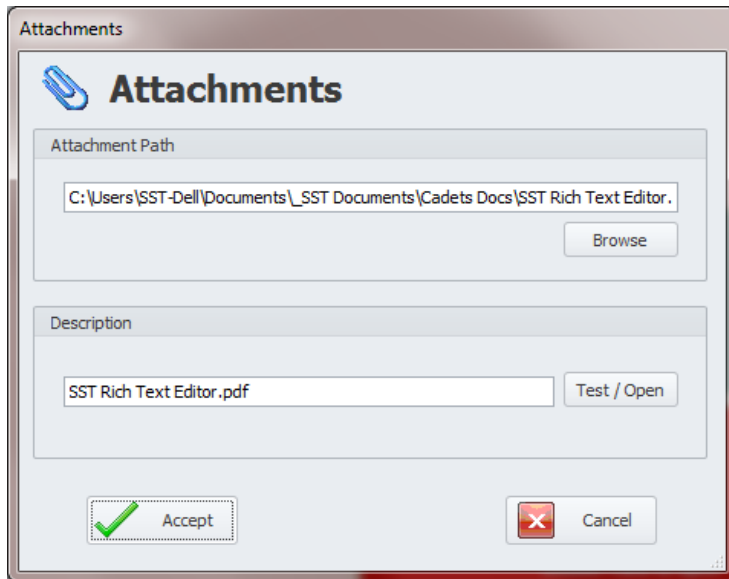 Attachments
Attachments
Attachment Path
C:\Users\SST-Dell\Documents\_SST Documents\Cadets Docs\SST Rich Text Editor.
Browse
Description
SST Rich Text Editor.pdf
Test / Open
Accept
Cancel